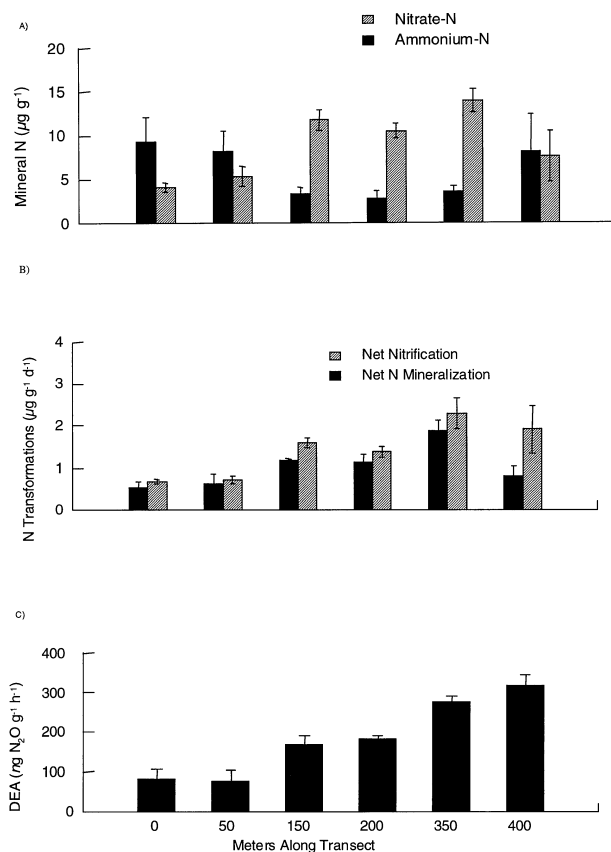 A)
Nitrate-N
Ammonium-N
20
15
10
5
0
Mineral N (µg g⁻¹)
B)
Net Nitrification
Net N Mineralization
4
3
2
1
0
N Transformations (µg g⁻¹ d⁻¹)
C)
400
300
200
100
0
DEA (ng N₂O g⁻¹ h⁻¹)
0 50 150 200 350 400
Meters Along Transect